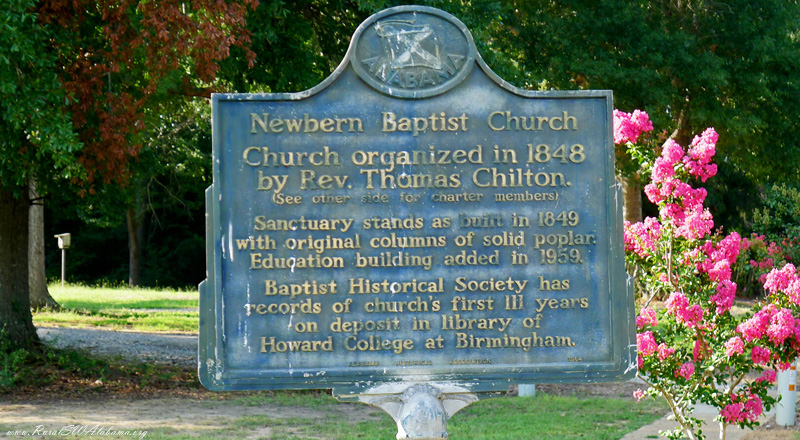 ALABAMA
Newbern Baptist Church
Church organized in 1848
by Rev. Thomas Chilton.
(See other side for charter members)
Sanctuary stands as built in 1849
with original columns of solid poplar.
Education building added in 1959.
Baptist Historical Society has
records of church's first 111 years
on deposit in library of
Howard College at Birmingham.
HISTORICAL ASSOCIATION
www.RuralSWAlabama.org